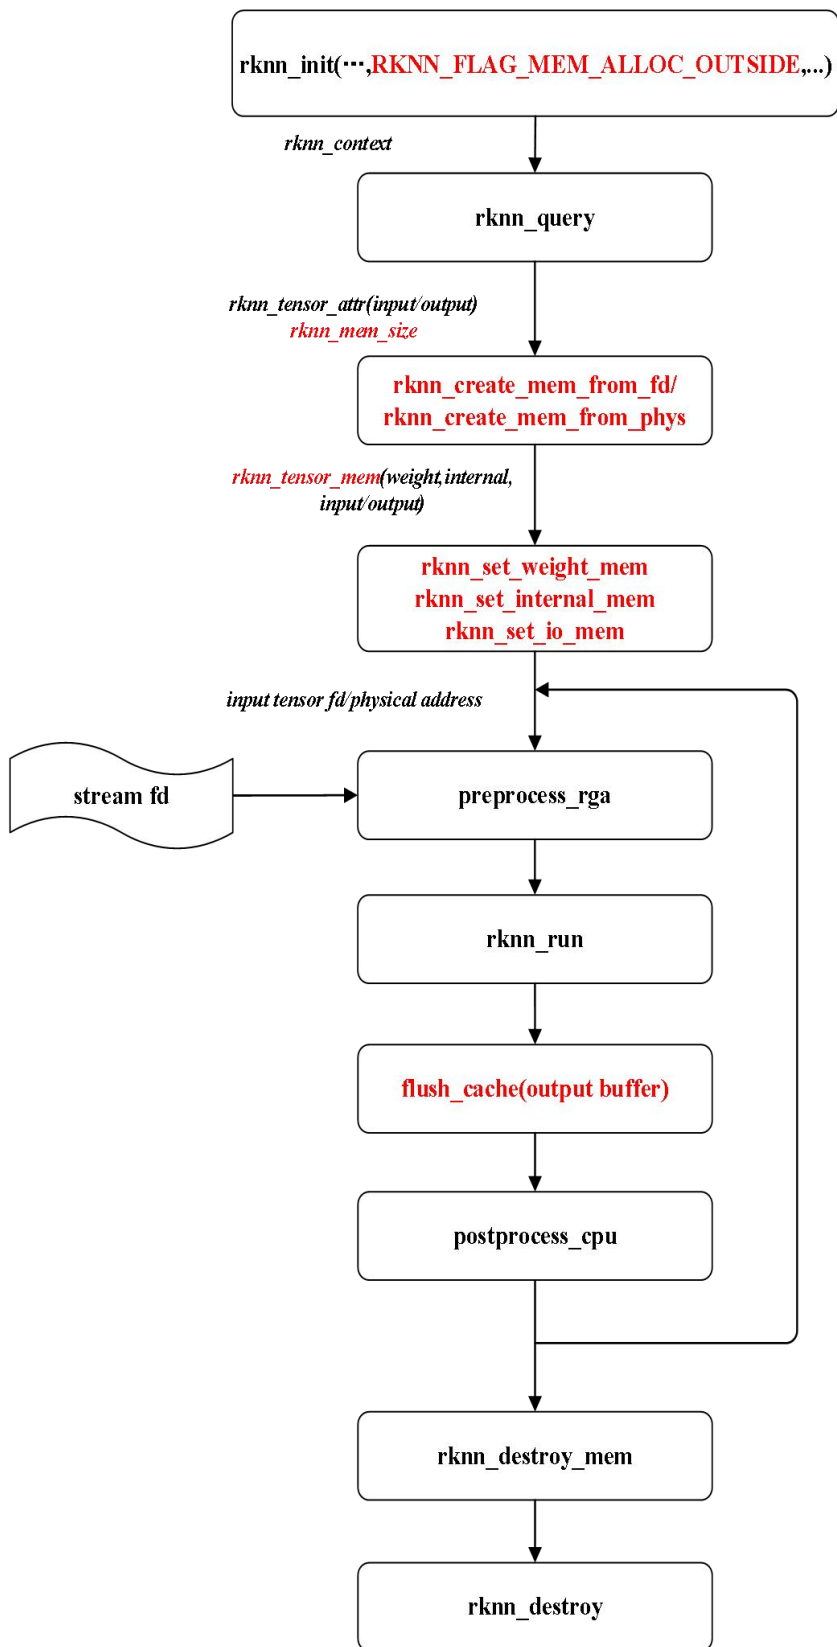 rknn_init(···,RKNN_FLAG_MEM_ALLOC_OUTSIDE,...)
rknn_context
rknn_query
rknn_tensor_attr(input/output)
rknn_mem_size
rknn_create_mem_from_fd/
rknn_create_mem_from_phys
rknn_tensor_mem(weight,internal,
input/output)
rknn_set_weight_mem
rknn_set_internal_mem
rknn_set_io_mem
input tensor fd/physical address
stream fd
preprocess_rga
rknn_run
flush_cache(output buffer)
postprocess_cpu
rknn_destroy_mem
rknn_destroy